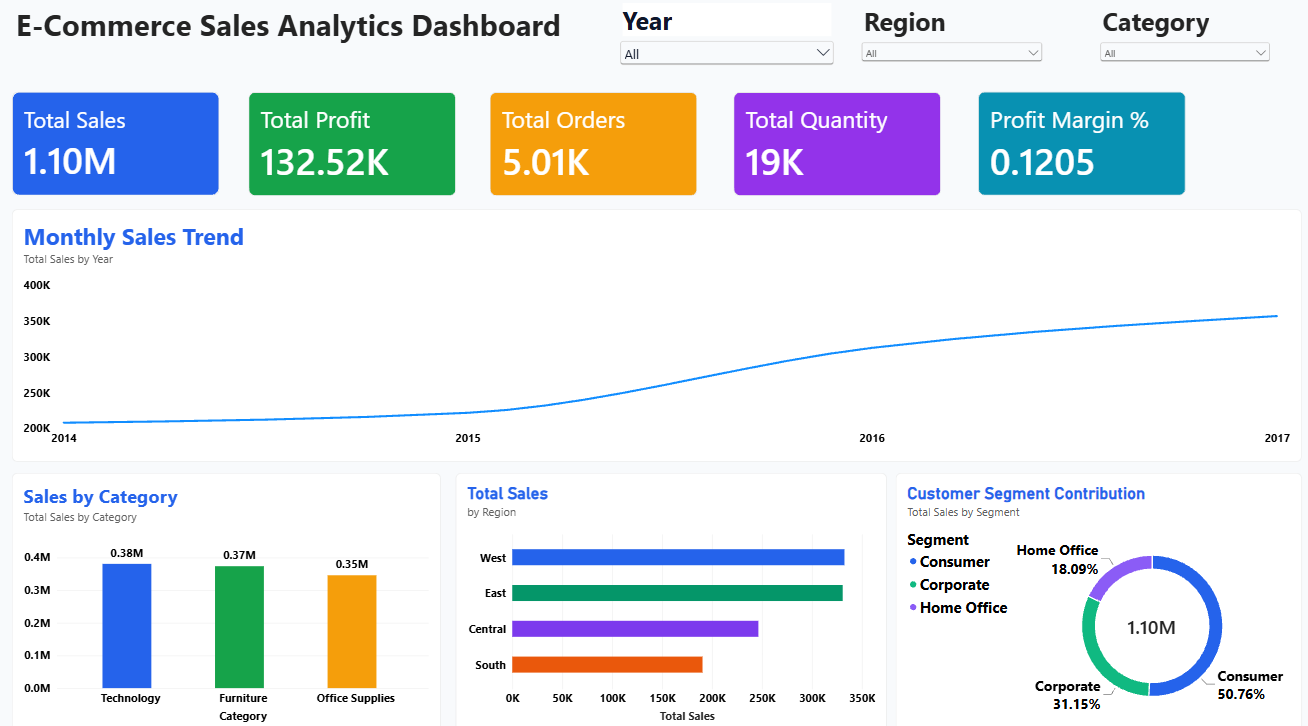 E-Commerce Sales Analytics Dashboard
Year
All
Region
All
Category
All
Total Sales
1.10M
Total Profit
132.52K
Total Orders
5.01K
Total Quantity
19K
Profit Margin %
0.1205
Monthly Sales Trend
Total Sales by Year
400K
350K
300K
250K
200K
2014
2015
2016
2017
Sales by Category
Total Sales by Category
0.4M
0.3M
0.2M
0.1M
0.0M
0.38M
0.37M
0.35M
Technology
Furniture
Office Supplies
Category
Total Sales
by Region
West
East
Central
South
0K
50K
100K
150K
200K
250K
300K
350K
Total Sales
Customer Segment Contribution
Total Sales by Segment
Segment
Consumer
Corporate
Home Office
Home Office
18.09%
1.10M
Corporate
31.15%
Consumer
50.76%